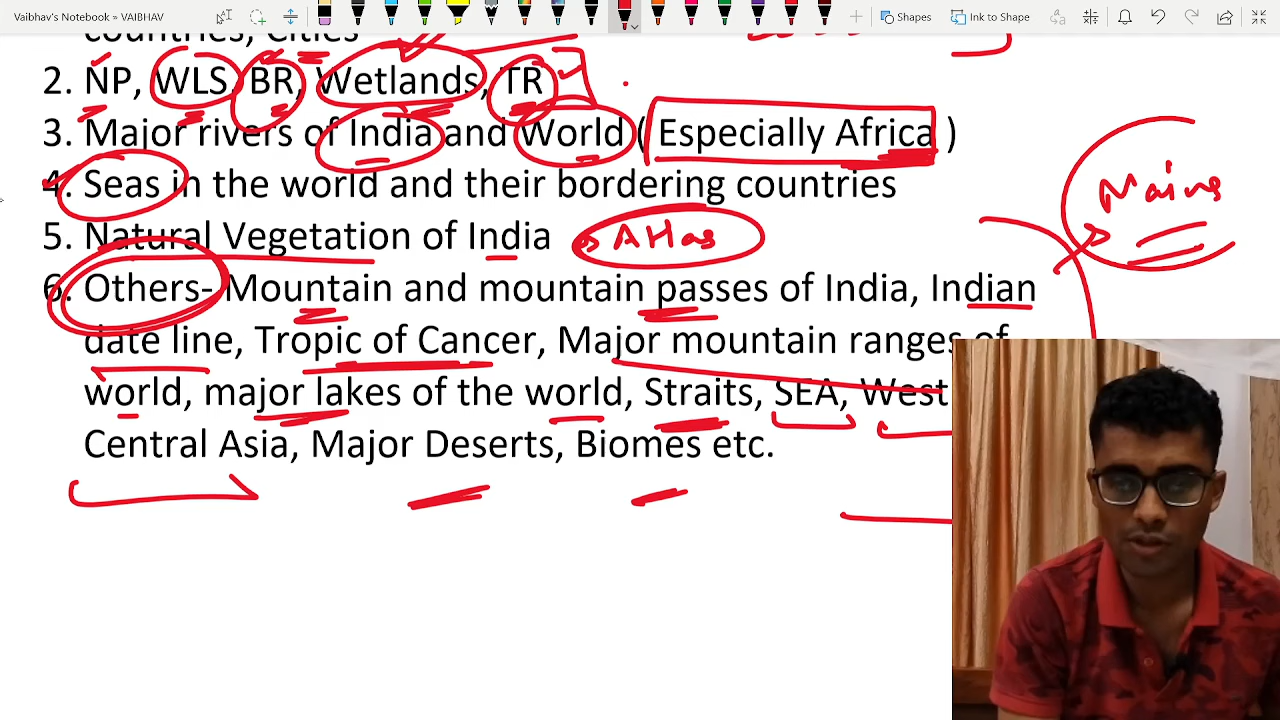 Vaibhav's Notebook » VAIBHAV
Shapes
Ink to Shape
countries, Cities
2. NP, WLS, BR, Wetlands, TR
3. Major rivers of India and World ( Especially Africa )
4. Seas in the world and their bordering countries
Mains
5. Natural Vegetation of India
Atlas
6. Others- Mountain and mountain passes of India, Indian
date line, Tropic of Cancer, Major mountain ranges of
world, major lakes of the world, Straits, SEA, West
Central Asia, Major Deserts, Biomes etc.